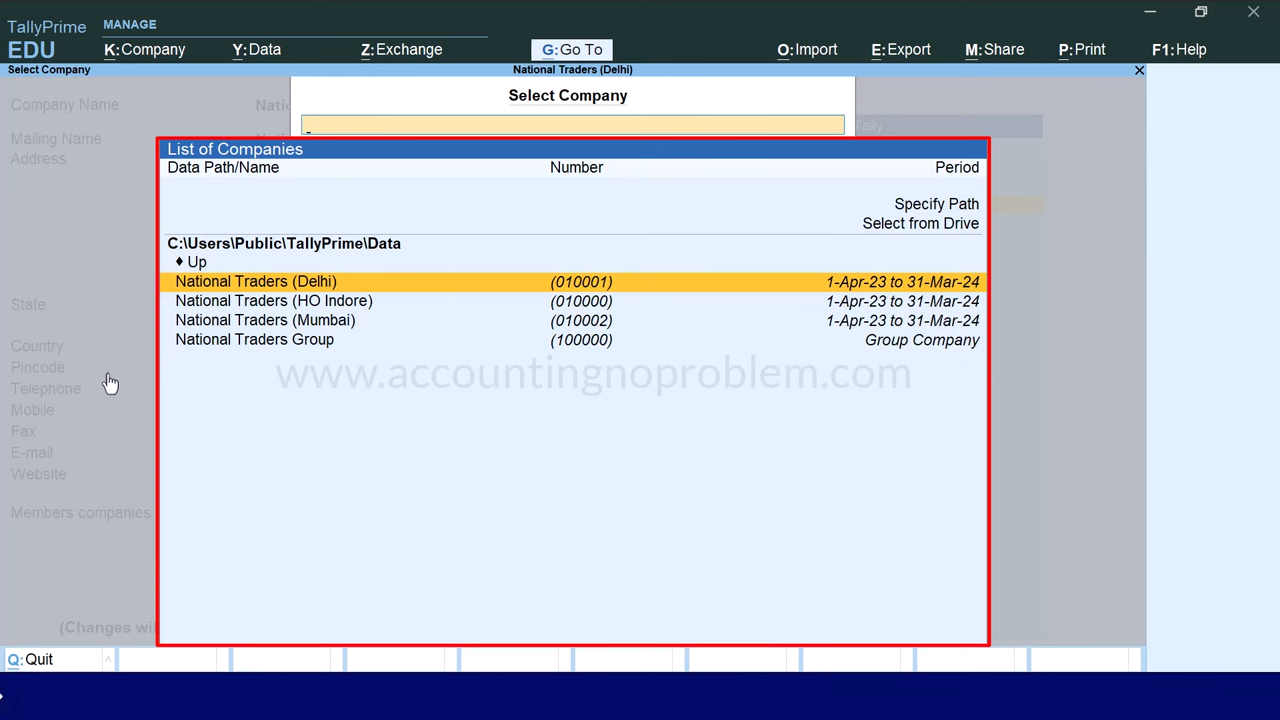 TallyPrime
MANAGE
EDU
K:Company
Y:Data
Z:Exchange
G:Go To
O:Import
E:Export
M:Share
P:Print
F1:Help
Select Company
National Traders (Delhi)
Select Company
Company Name : Natio
Tally
Mailing Name
Address
List of Companies
Data Path/Name Number Period
Specify Path
Select from Drive
C:\Users\Public\TallyPrime\Data
♦ Up
National Traders (Delhi) (010001) 1-Apr-23 to 31-Mar-24
National Traders (HO Indore) (010000) 1-Apr-23 to 31-Mar-24
National Traders (Mumbai) (010002) 1-Apr-23 to 31-Mar-24
National Traders Group (100000) Group Company
www.accountingnoproblem.com
State
Country
Pincode
Telephone
Mobile
Fax
E-mail
Website
Members companies
(Changes wil
Q:Quit